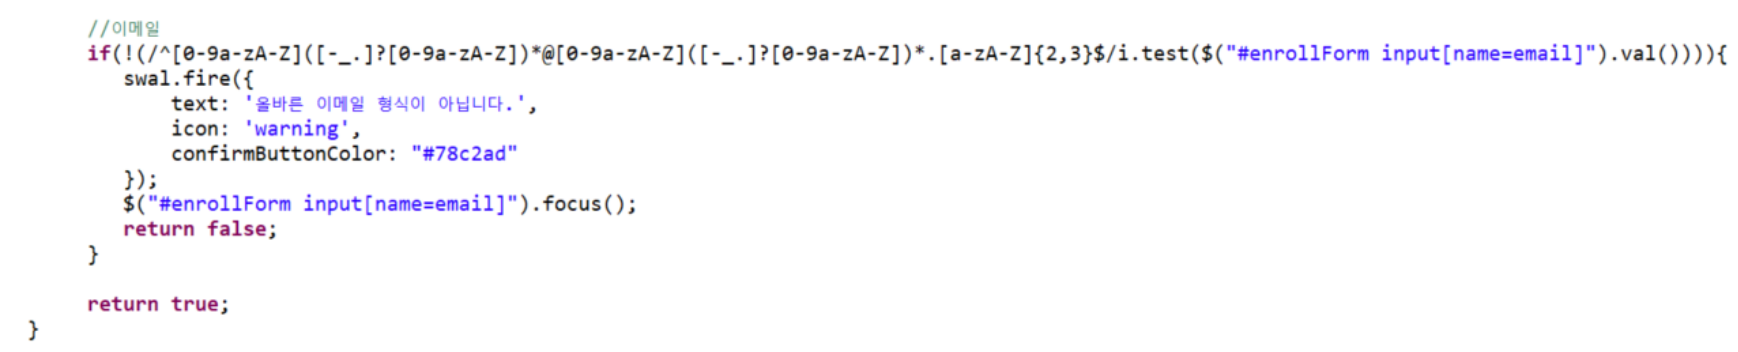 //이메일
if(!(/^[0-9a-zA-Z]([-_.]?[0-9a-zA-Z])*@[0-9a-zA-Z]([-_.]?[0-9a-zA-Z])*.[a-zA-Z]{2,3}$/i.test($("#enrollForm input[name=email]").val()))){
swal.fire({
text: '올바른 이메일 형식이 아닙니다.',
icon: 'warning',
confirmButtonColor: "#78c2ad"
});
$("#enrollForm input[name=email]").focus();
return false;
}
return true;
}